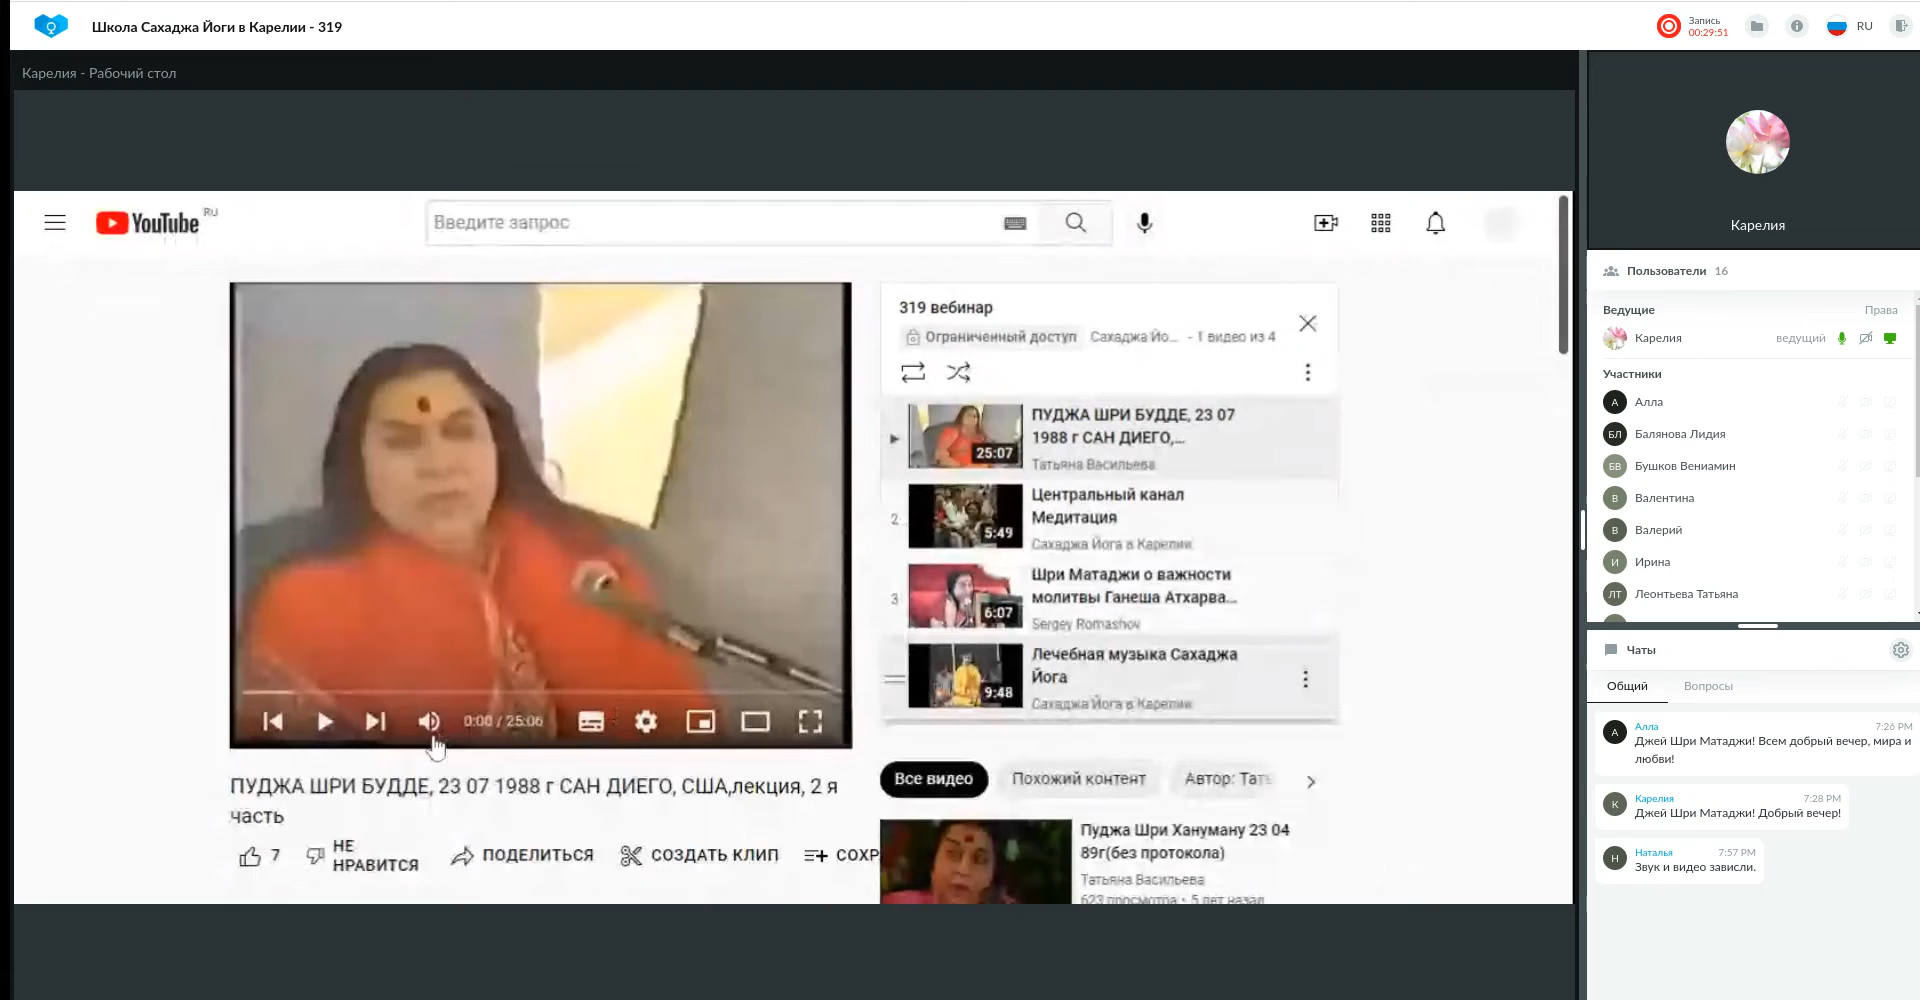 Школа Сахаджа Йоги в Карелии - 319
Запись
00:29:51
RU
Карелия - Рабочий стол
YouTube RU
Введите запрос
0:00 / 25:06
ПУДЖА ШРИ БУДДЕ, 23 07 1988 г САН ДИЕГО, США,лекция, 2 я
часть
7
НЕ
НРАВИТСЯ
ПОДЕЛИТЬСЯ
СОЗДАТЬ КЛИП
СОХР
319 вебинар
Ограниченный доступ Сахаджа Йо... - 1 видео из 4
ПУДЖА ШРИ БУДДЕ, 23 07
1988 г САН ДИЕГО,...
Татьяна Васильева
25:07
2
Центральный канал
Медитация
Сахаджа Йога в Карелии
5:49
3
Шри Матаджи о важности
молитвы Ганеша Атхарва...
Sergey Romashov
6:07
Лечебная музыка Сахаджа
Йога
Сахаджа Йога в Карелии
9:48
Все видео
Похожий контент
Автор: Тать
Пуджа Шри Хануману 23 04
89г(без протокола)
Татьяна Васильева
623 просмотра • 5 лет назад
Карелия
Пользователи 16
Ведущие Права
Карелия ведущий
Участники
А Алла
БЛ Балянова Лидия
БВ Бушков Вениамин
В Валентина
В Валерий
И Ирина
ЛТ Леонтьева Татьяна
Чаты
Общий Вопросы
А Алла 7:26 PM
Джей Шри Матаджи! Всем добрый вечер, мира и
любви!
К Карелия 7:28 PM
Джей Шри Матаджи! Добрый вечер!
Н Наталья 7:57 PM
Звук и видео зависли.